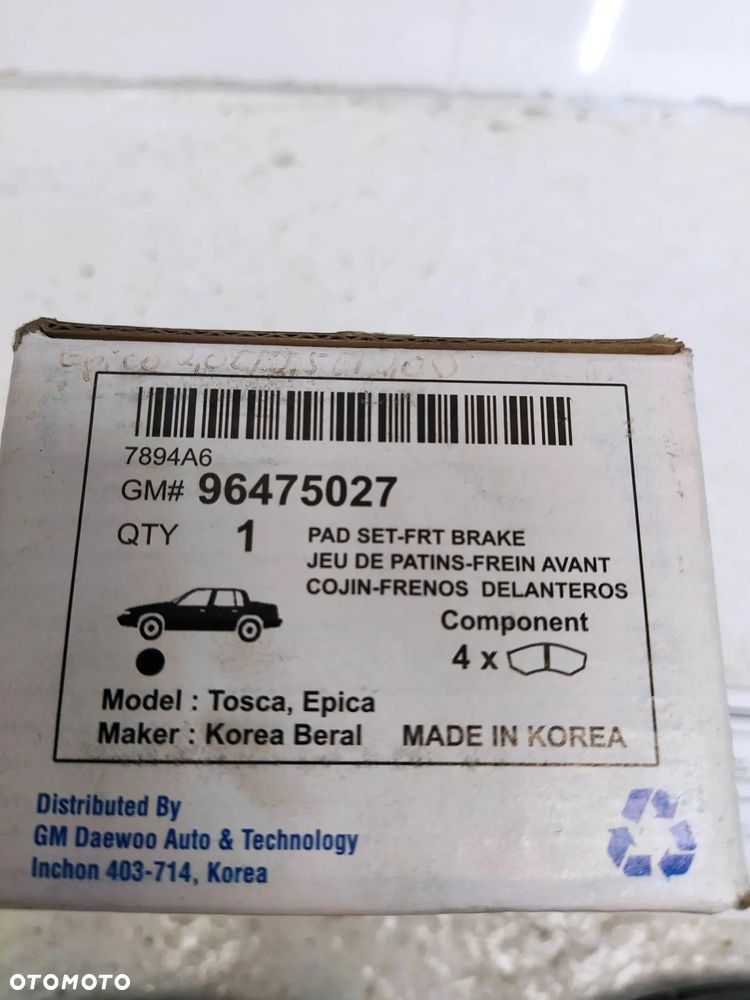 Epica
7894A6
GM# 96475027
QTY 1 PAD SET-FRT BRAKE
JEU DE PATINS-FREIN AVANT
COJIN-FRENOS DELANTEROS
Component
4 x
Model : Tosca, Epica
Maker : Korea Beral MADE IN KOREA
Distributed By
GM Daewoo Auto & Technology
Inchon 403-714, Korea
OTOMOTO